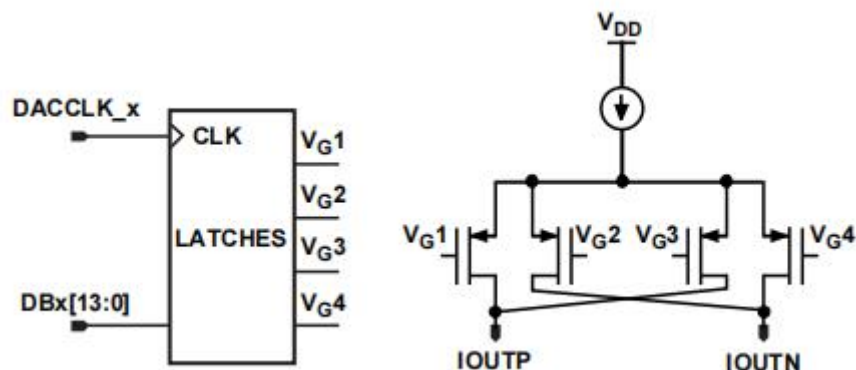 DACCLK_x
CLK
VG1
VG2
LATCHES
VG3
DBx[13:0]
VG4
VDD
VG1
VG2
VG3
VG4
IOUTP
IOUTN